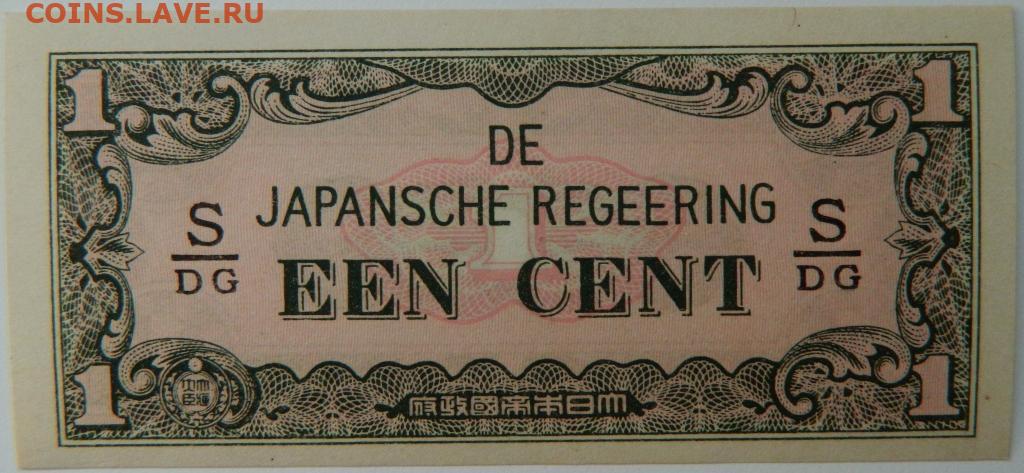 COINS.LAVE.RU
1 1
DE
JAPANSCHE REGEERING
EEN CENT
S
DG
S
DG
1
1 1
府政國帝本日大